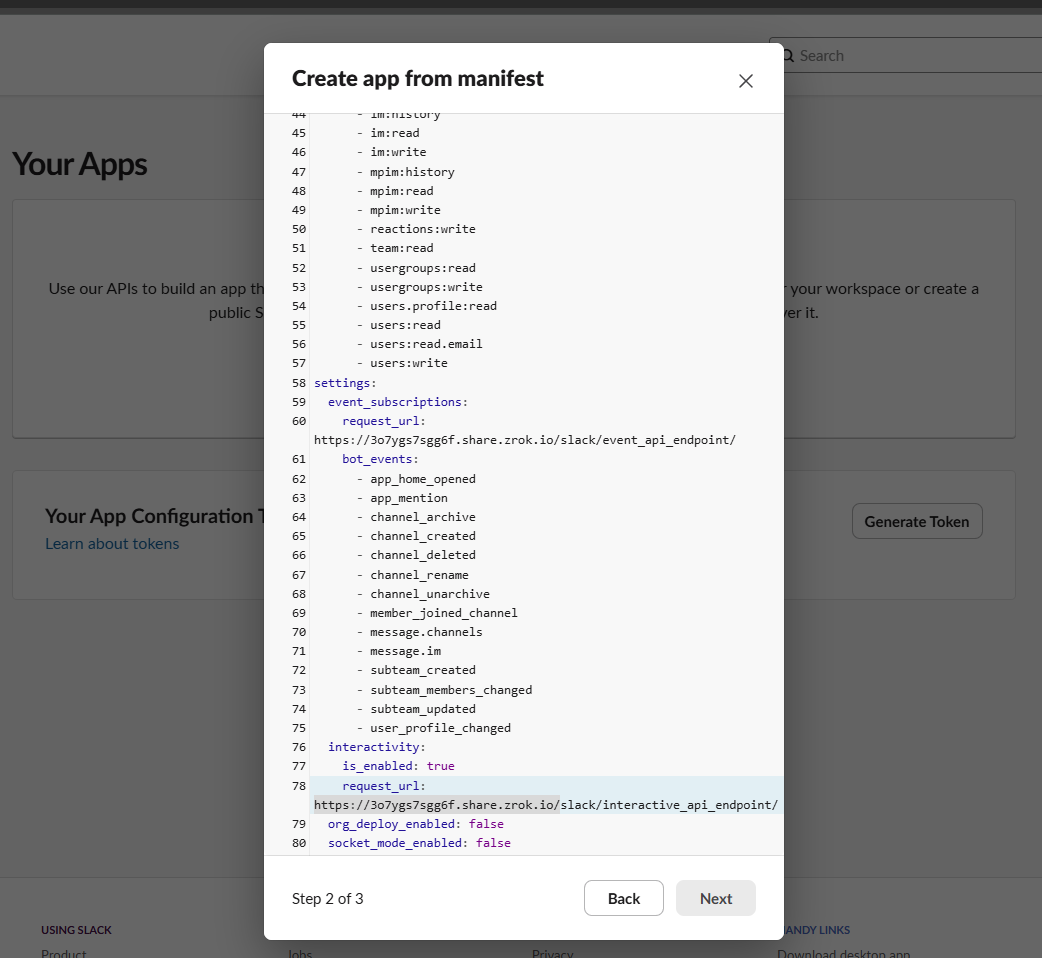 Search
Create app from manifest
Your Apps
Use our APIs to build an app th
r your workspace or create a
public S
ver it.
44 - im:history
45 - im:read
46 - im:write
47 - mpim:history
48 - mpim:read
49 - mpim:write
50 - reactions:write
51 - team:read
52 - usergroups:read
53 - usergroups:write
54 - users.profile:read
55 - users:read
56 - users:read.email
57 - users:write
58 settings:
59 event_subscriptions:
60 request_url:
https://3o7ygs7sgg6f.share.zrok.io/slack/event_api_endpoint/
61 bot_events:
62 - app_home_opened
63 - app_mention
64 - channel_archive
65 - channel_created
66 - channel_deleted
67 - channel_rename
68 - channel_unarchive
69 - member_joined_channel
70 - message.channels
71 - message.im
72 - subteam_created
73 - subteam_members_changed
74 - subteam_updated
75 - user_profile_changed
76 interactivity:
77 is_enabled: true
78 request_url:
https://3o7ygs7sgg6f.share.zrok.io/slack/interactive_api_endpoint/
79 org_deploy_enabled: false
80 socket_mode_enabled: false
Your App Configuration T
Learn about tokens
Generate Token
Step 2 of 3
Back
Next
USING SLACK
ANDY LINKS
Product
Jobs
Privacy
Download desktop app